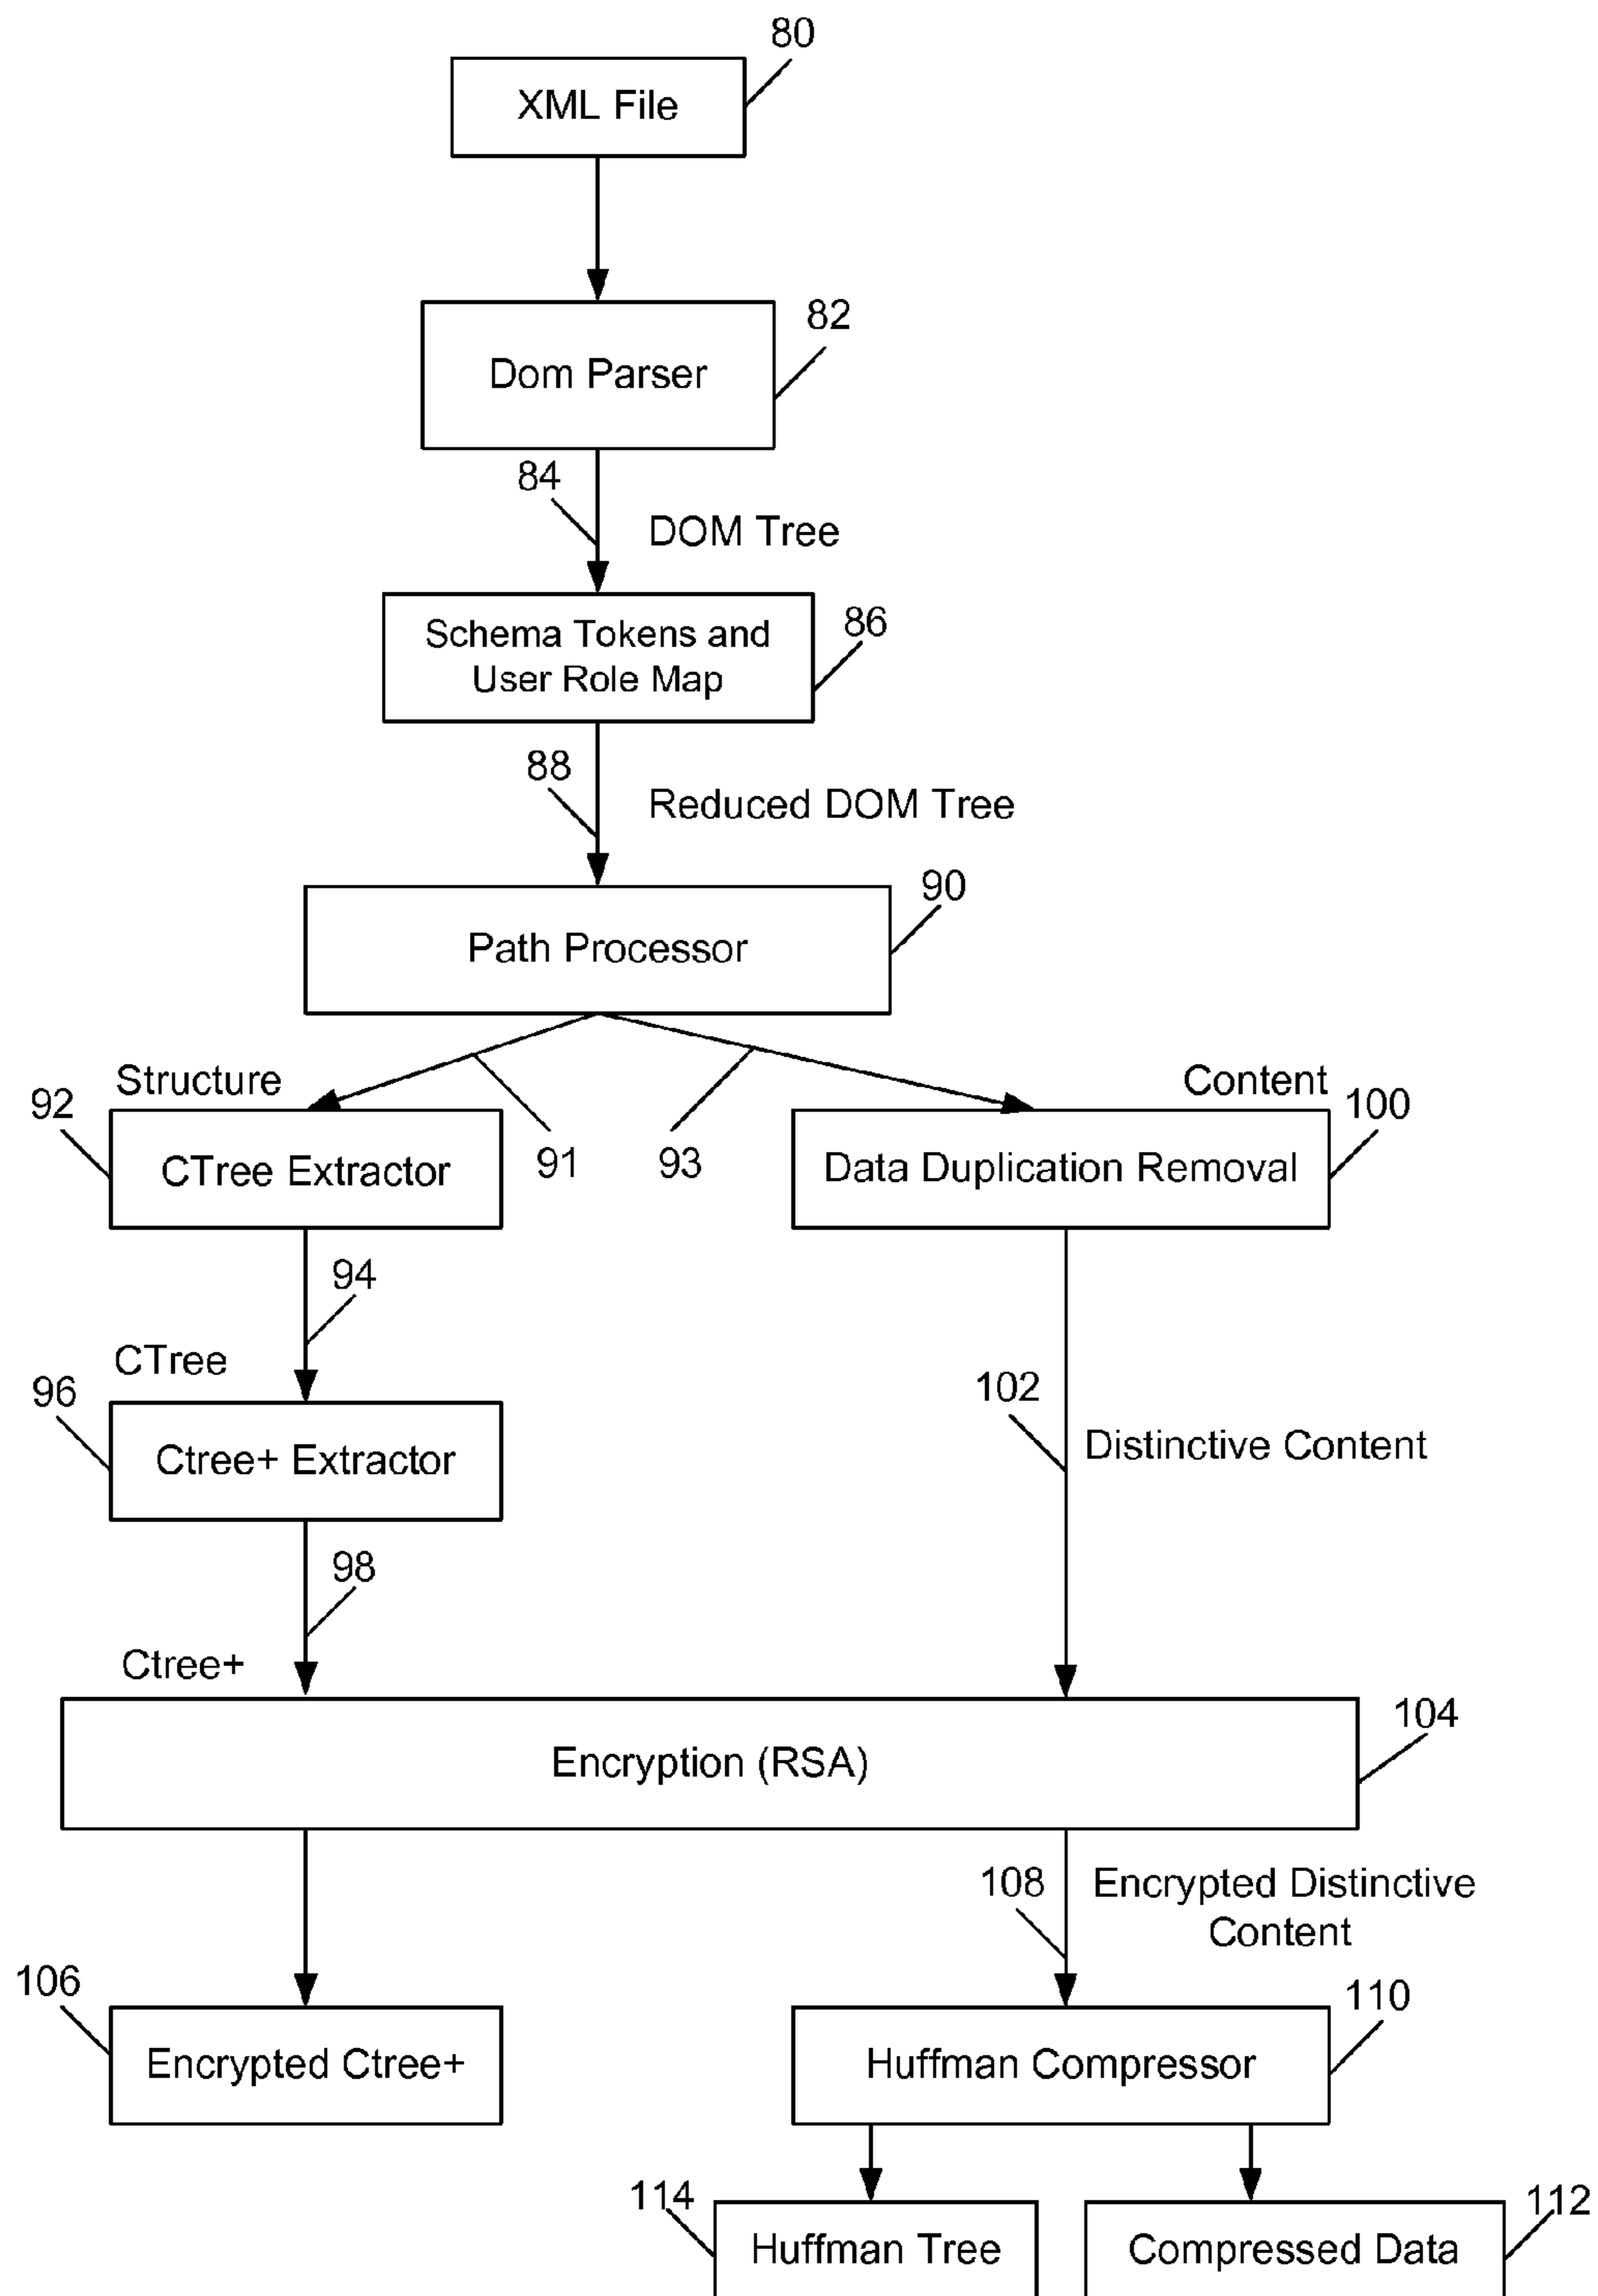 80
XML File
82
Dom Parser
84
DOM Tree
86
Schema Tokens and
User Role Map
88
Reduced DOM Tree
90
Path Processor
Structure
Content
92
100
CTree Extractor
91
93
Data Duplication Removal
94
CTree
96
102
Ctree+ Extractor
Distinctive Content
98
Ctree+
104
Encryption (RSA)
108
Encrypted Distinctive
Content
106
110
Encrypted Ctree+
Huffman Compressor
114
112
Huffman Tree
Compressed Data